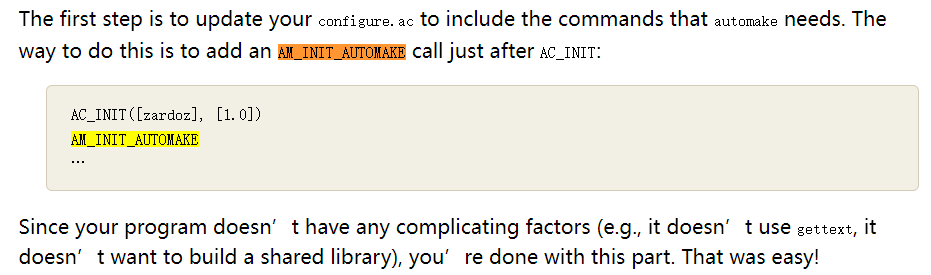 The first step is to update your configure.ac to include the commands that automake needs. The
way to do this is to add an AM_INIT_AUTOMAKE call just after AC_INIT:
AC_INIT([zardoz], [1.0])
AM_INIT_AUTOMAKE
…
Since your program doesn’t have any complicating factors (e.g., it doesn’t use gettext, it
doesn’t want to build a shared library), you’re done with this part. That was easy!